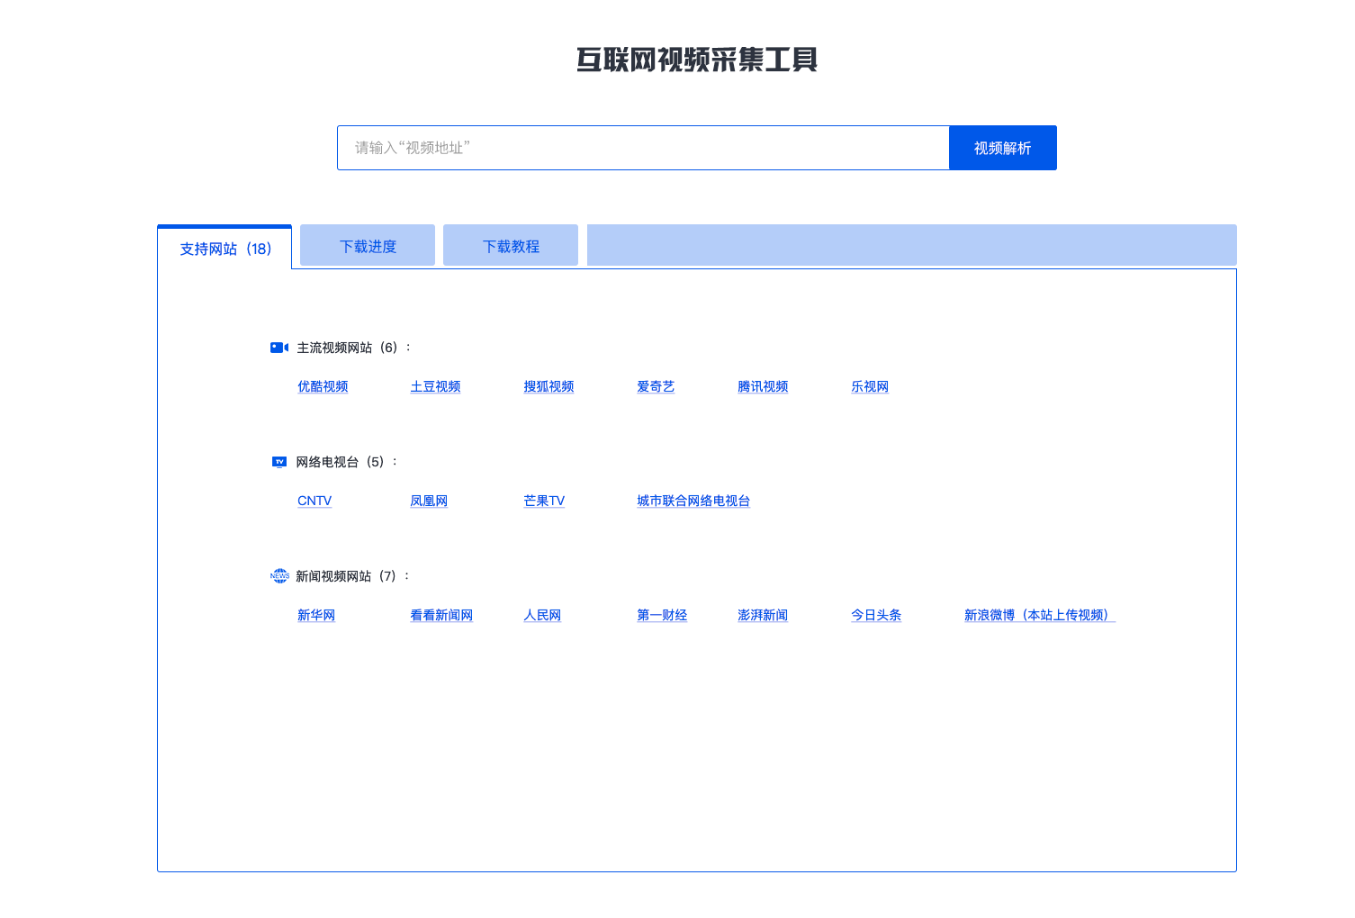 互联网视频采集工具
请输入“视频地址”
视频解析
支持网站（18）
下载进度
下载教程
主流视频网站（6）：
优酷视频 土豆视频 搜狐视频 爱奇艺 腾讯视频 乐视网
TV
网络电视台（5）：
CNTV 凤凰网 芒果TV 城市联合网络电视台
NEWS
新闻视频网站（7）：
新华网 看看新闻网 人民网 第一财经 澎湃新闻 今日头条 新浪微博（本站上传视频）